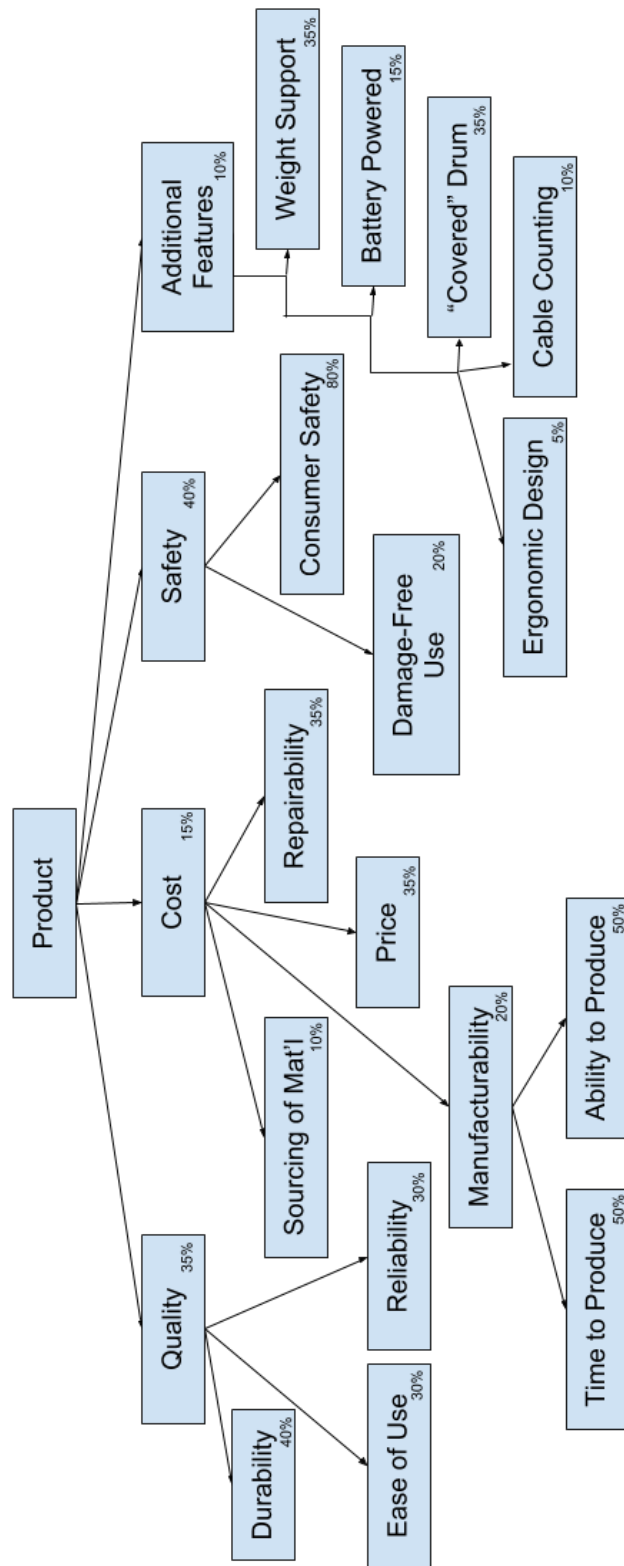 Product
Quality
35%
Cost
15%
Safety
40%
Additional
Features
10%
Durability
40%
Ease of Use
30%
Reliability
30%
Sourcing of Mat'l
10%
Manufacturability
20%
Price
35%
Repairability
35%
Time to Produce
50%
Ability to Produce
50%
Damage-Free
Use
20%
Consumer Safety
80%
Weight Support
35%
Battery Powered
15%
“Covered” Drum
35%
Cable Counting
10%
Ergonomic Design
5%